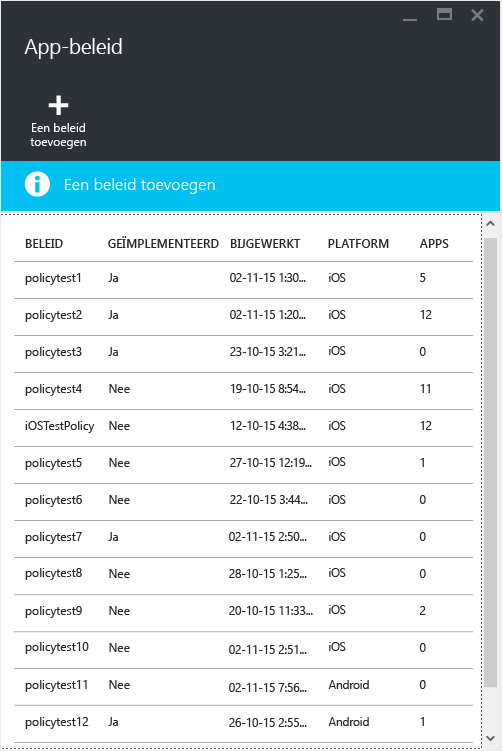 App-beleid
Een beleid
toevoegen
Een beleid toevoegen
BELEID GEÏMPLEMENTEERD BIJGEWERKT PLATFORM APPS
policytest1 Ja 02-11-15 1:30... iOS 5
policytest2 Ja 02-11-15 1:20... iOS 12
policytest3 Ja 23-10-15 3:21... iOS 0
policytest4 Nee 19-10-15 8:54... iOS 11
iOSTestPolicy Nee 12-10-15 4:38... iOS 12
policytest5 Nee 27-10-15 12:19... iOS 1
policytest6 Nee 22-10-15 3:44... iOS 0
policytest7 Ja 02-11-15 2:50... iOS 0
policytest8 Nee 28-10-15 1:25... iOS 0
policytest9 Nee 20-10-15 11:33... iOS 2
policytest10 Nee 02-11-15 2:51... iOS 0
policytest11 Nee 02-11-15 7:56... Android 0
policytest12 Ja 26-10-15 2:55... Android 1